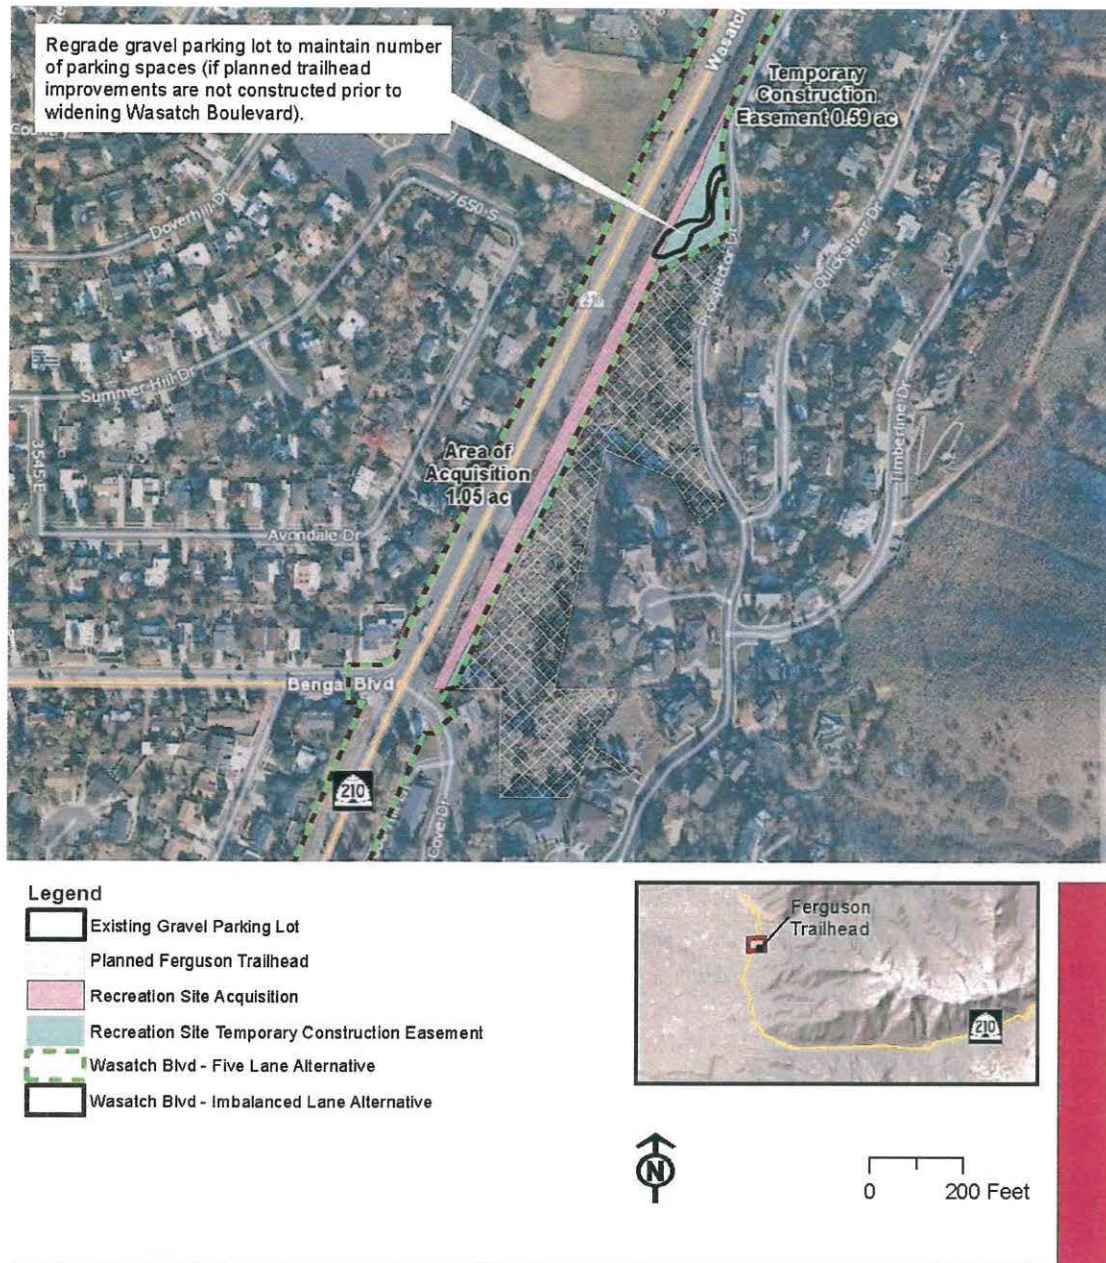 Regrade gravel parking lot to maintain number
of parking spaces (if planned trailhead
improvements are not constructed prior to
widening Wasatch Boulevard).
Wasatch
Temporary
Construction
Easement 0.59 ac
Country
Doverhill Dr
7650 S
Prospector Dr
Quicksilver Dr
210
Summer Hill Dr
Timberline Dr
3545 E
Area of
Acquisition
1.05 ac
Avondale Dr
Bengal Blvd
210
Cove Dr
Legend
Existing Gravel Parking Lot
Planned Ferguson Trailhead
Recreation Site Acquisition
Recreation Site Temporary Construction Easement
Wasatch Blvd - Five Lane Alternative
Wasatch Blvd - Imbalanced Lane Alternative
Ferguson
Trailhead
210
N
0 200 Feet